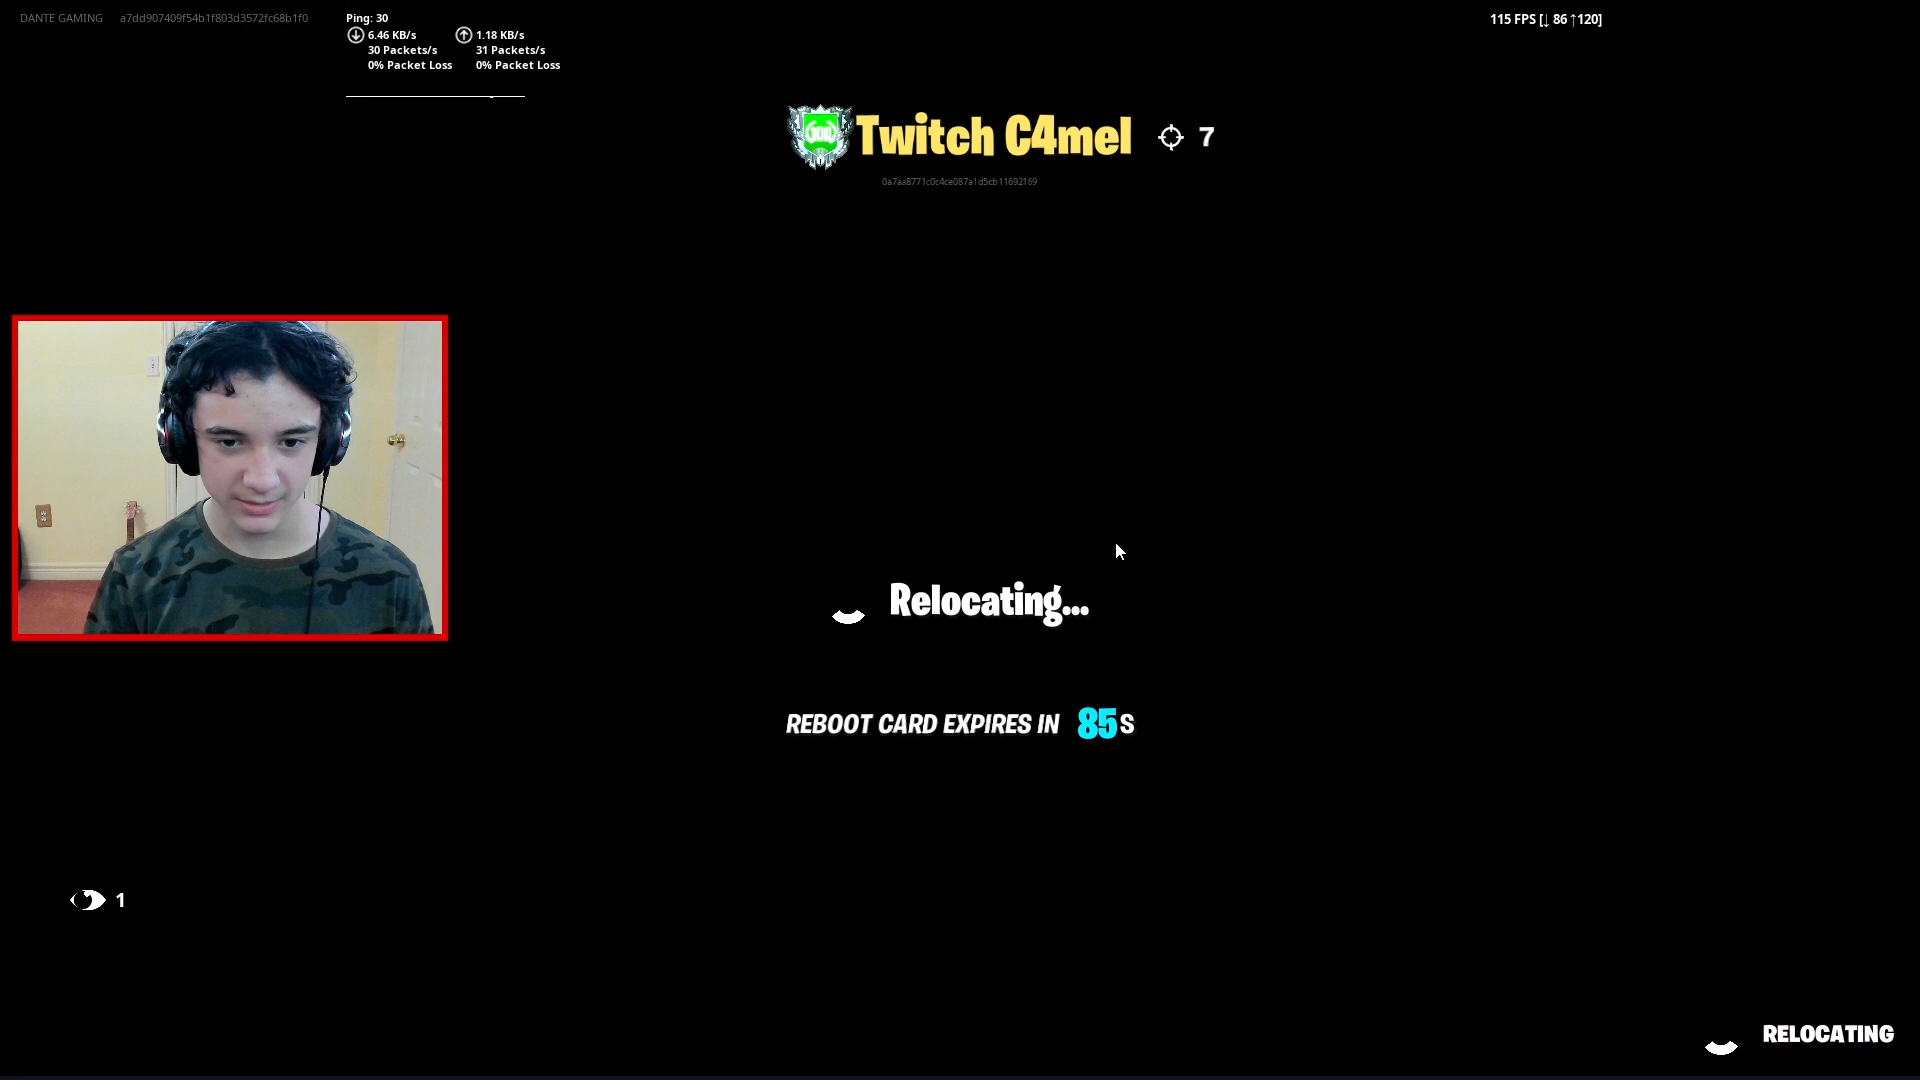 DANTE GAMING a7dd907409f54b1f803d3572fc68b1f0
Ping: 30
6.46 KB/s 1.18 KB/s
30 Packets/s 31 Packets/s
0% Packet Loss 0% Packet Loss
115 FPS [↓ 86 ↑120]
Twitch C4mel 7
0a7aa8771c0c4ce087a1d5cb11692169
Relocating...
REBOOT CARD EXPIRES IN 85 S
1
RELOCATING